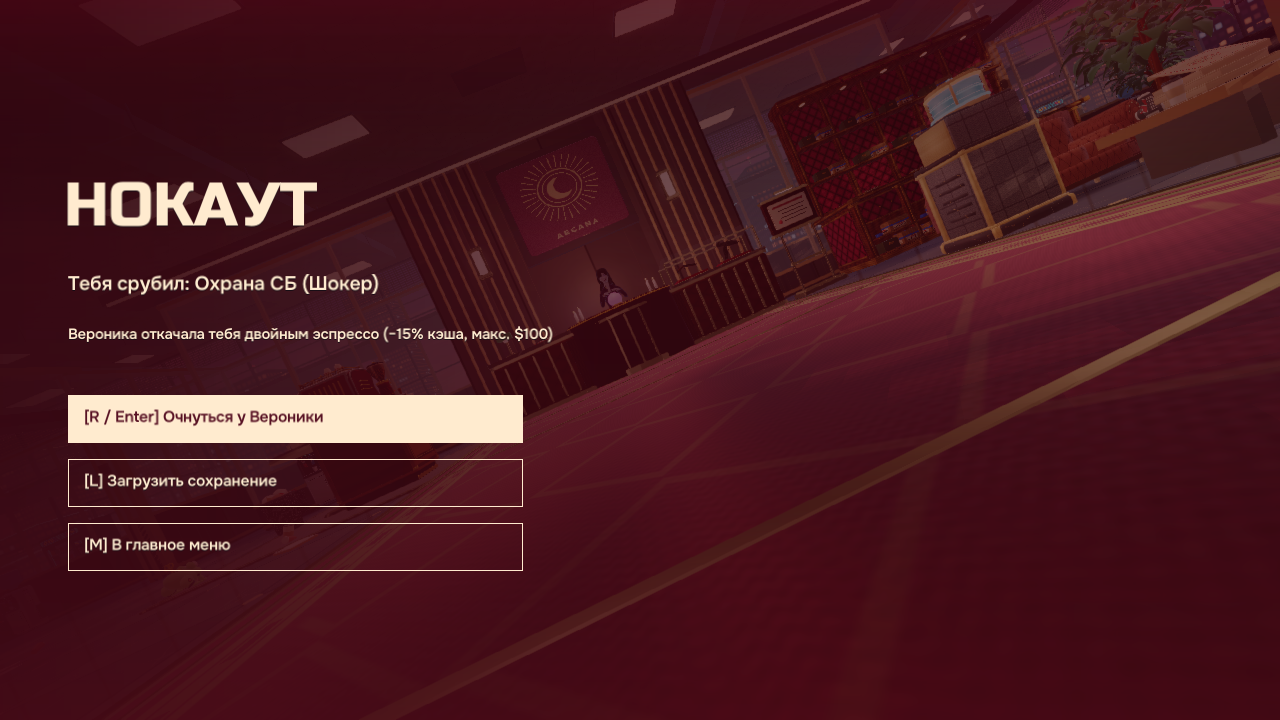 НОКАУТ
ARCANA
Тебя срубил: Охрана СБ (Шокер)
Вероника откачала тебя двойным эспрессо (−15% кэша, макс. $100)
[R / Enter] Очнуться у Вероники
[L] Загрузить сохранение
[M] В главное меню